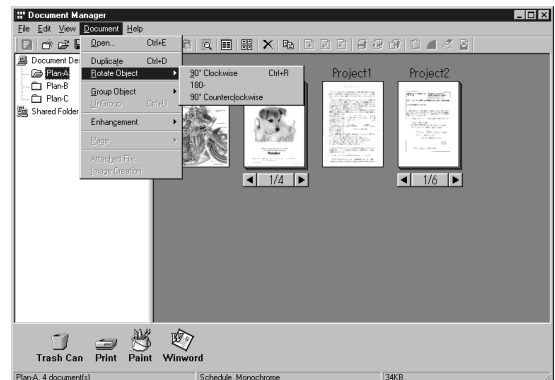 Document Manager
File Edit View Document Help
Open... Ctrl+E
Duplicate Ctrl+D
Rotate Object
Group Object
UnGroup Ctrl+U
Enhancement
Page
Attached File...
Image Creation
90° Clockwise Ctrl+R
180-
90° Counterclockwise
Document Des
Plan-A
Plan-B
Plan-C
Shared Folder
Project1
Project2
1/4
1/6
Trash Can
Print
Paint
Winword
Plan-A, 4 document(s)
Schedule, Monochrome
34KB